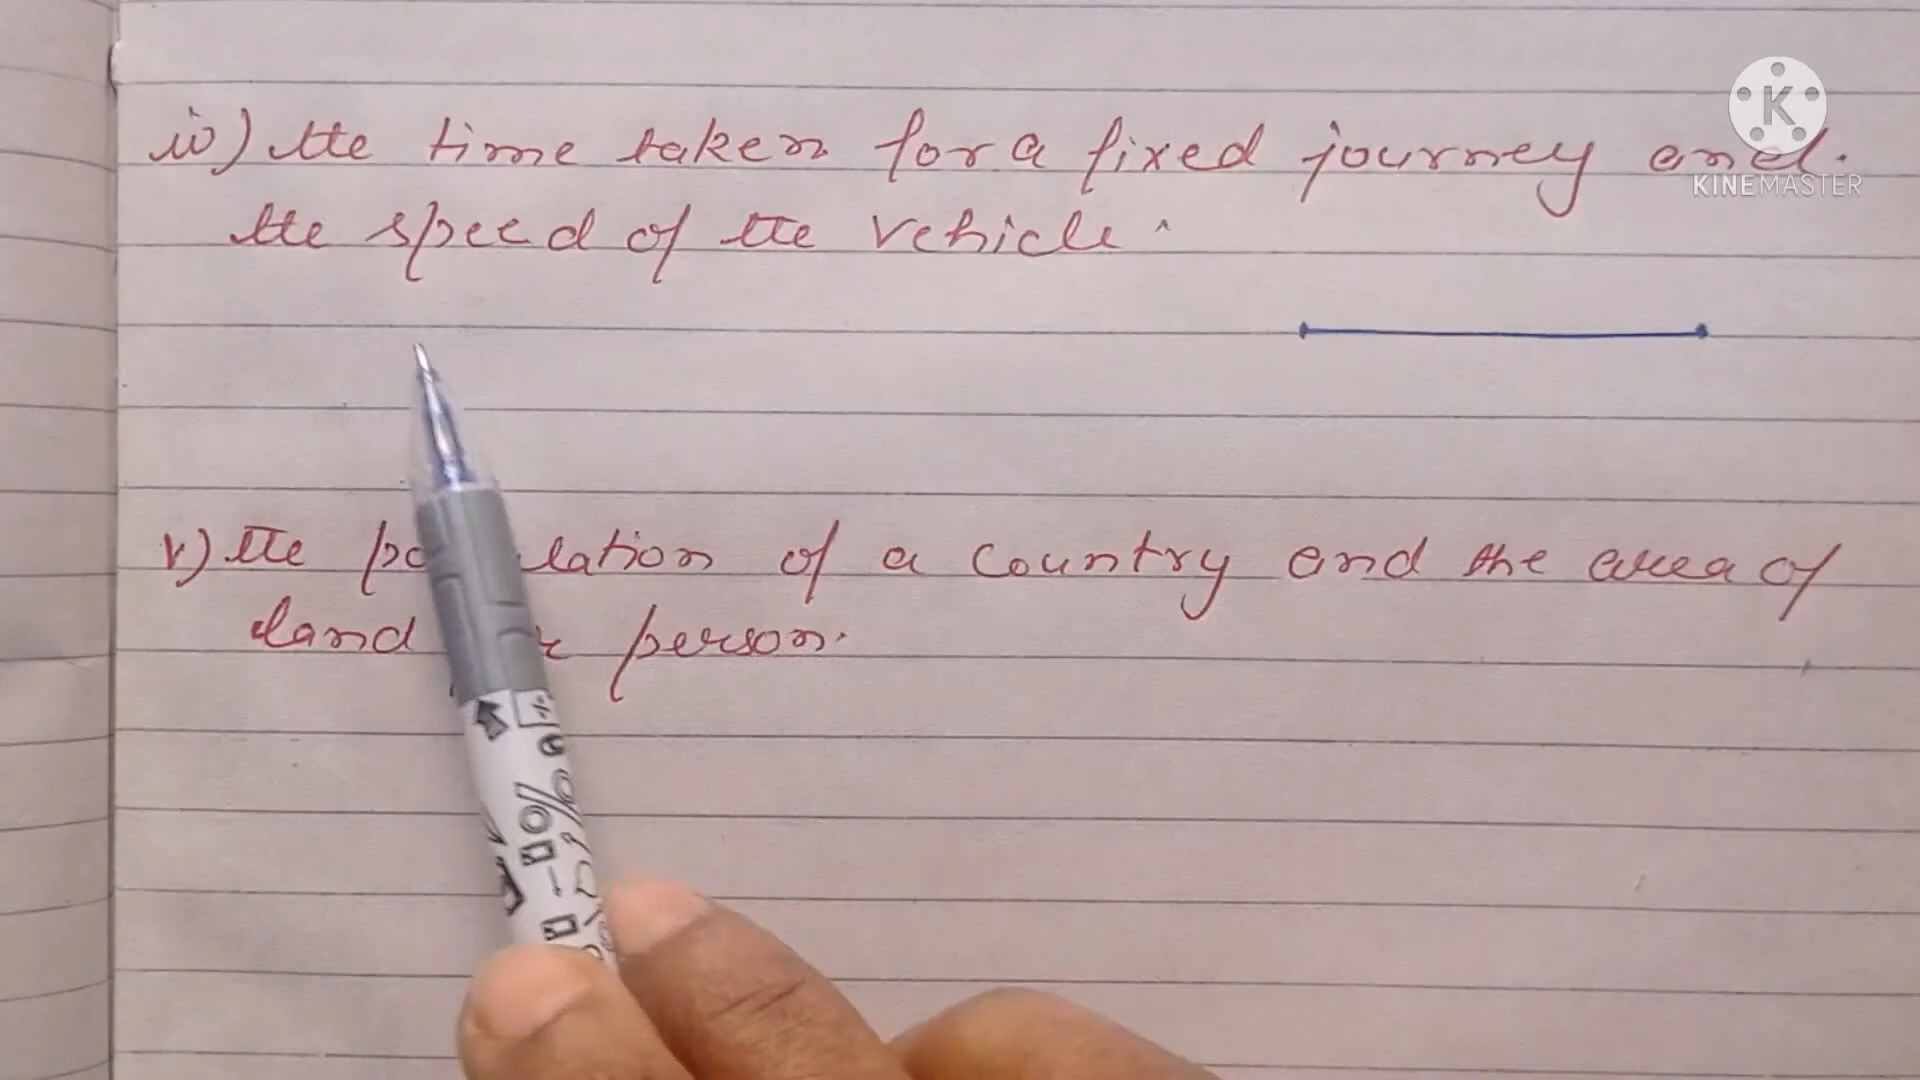 iv) the time taken for a fixed journey and.
the speed of the vehicle.
v) the of a country and the area of
land person.
K
KINEMASTER